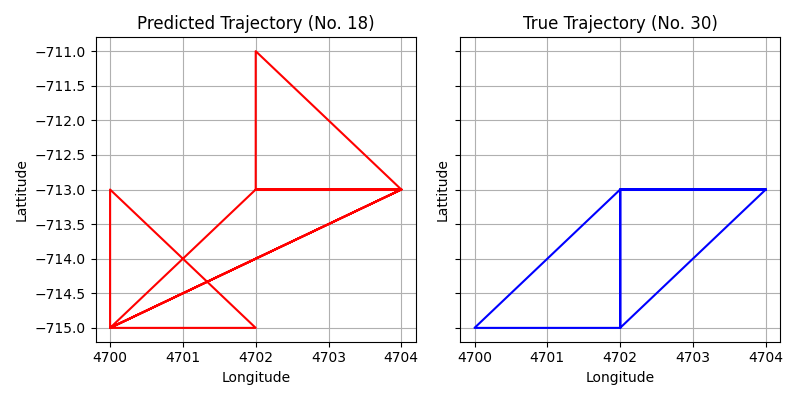 Predicted Trajectory (No. 18)
True Trajectory (No. 30)
Lattitude
−711.0
−711.5
−712.0
−712.5
−713.0
−713.5
−714.0
−714.5
−715.0
4700 4701 4702 4703 4704
Longitude
Lattitude
4700 4701 4702 4703 4704
Longitude